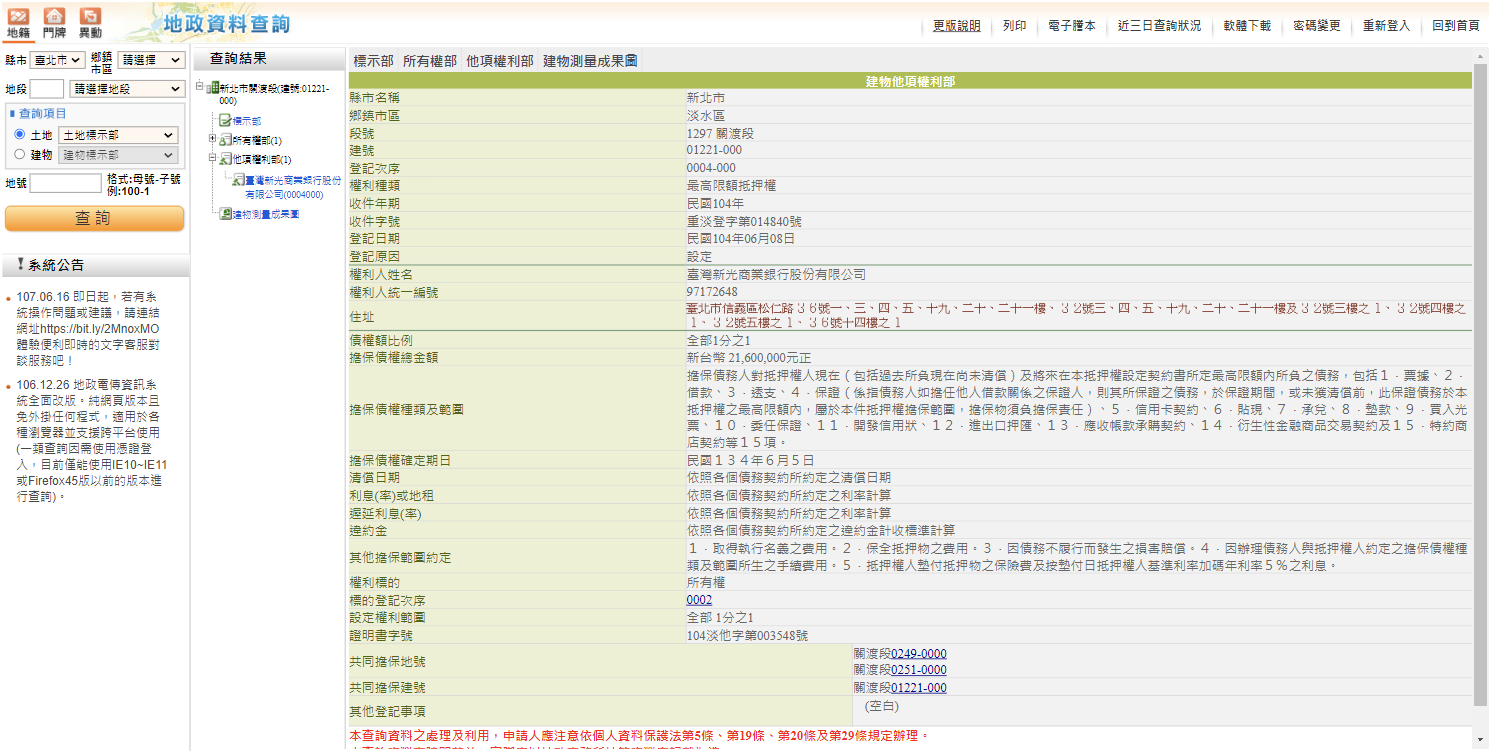 地籍 門牌 異動
地政資料查詢
更版說明 列印 電子謄本 近三日查詢狀況 軟體下載 密碼變更 重新登入 回到首頁
縣市 臺北市 鄉鎮市區 請選擇
地段 請選擇地段
查詢項目
土地 土地標示部
建物 建物標示部
地號 格式:母號-子號
例:100-1
查 詢
系統公告
107.06.16 即日起，若有系
統操作問題或建議，請連結
網址https://bit.ly/2MnoxMO
體驗便利即時的文字客服對
談服務吧！
106.12.26 地政電傳資訊系
統全面改版。純網頁版本且
免外掛任何程式，適用於各
種瀏覽器並支援跨平台使用
(一類查詢因需使用憑證登
入，目前僅能使用IE10~IE11
或Firefox45版以前的版本進
行查詢)。
查詢結果
新北市關渡段(建號:01221-
000)
標示部
所有權部(1)
他項權利部(1)
臺灣新光商業銀行股份
有限公司(0004000)
建物測量成果圖
標示部 所有權部 他項權利部 建物測量成果圖
建物他項權利部
縣市名稱 新北市
鄉鎮市區 淡水區
段號 1297 關渡段
建號 01221-000
登記次序 0004-000
權利種類 最高限額抵押權
收件年期 民國104年
收件字號 重淡登字第014840號
登記日期 民國104年06月08日
登記原因 設定
權利人姓名 臺灣新光商業銀行股份有限公司
權利人統一編號 97172648
住址 臺北市信義區松仁路３６號一、三、四、五、十九、二十、二十一樓、３２號三、四、五、十九、二十、二十一樓及３２號三樓之１、３２號四樓之
１、３２號五樓之１、３６號十四樓之１
債權額比例 全部1分之1
擔保債權總金額 新台幣 21,600,000元正
擔保債權種類及範圍 擔保債務人對抵押權人現在（包括過去所負現在尚未清償）及將來在本抵押權設定契約書所定最高限額內所負之債務，包括１．票據、２．
借款、３．透支、４．保證（係指債務人如擔任他人借款關係之保證人，則其所保證之債務，於保證期間，或未獲清償前，此保證債務於本
抵押權之最高限額內，屬於本件抵押權擔保範圍，擔保物須負擔保責任）、５．信用卡契約、６．貼現、７．承兌、８．墊款、９．買入光
票、１０．委任保證、１１．開發信用狀、１２．進出口押匯、１３．應收帳款承購契約、１４．衍生性金融商品交易契約及１５．特約商
店契約等１５項。
擔保債權確定期日 民國１３４年６月５日
清償日期 依照各個債務契約所約定之清償日期
利息(率)或地租 依照各個債務契約所約定之利率計算
遲延利息(率) 依照各個債務契約所約定之利率計算
違約金 依照各個債務契約所約定之違約金計收標準計算
其他擔保範圍約定 １．取得執行名義之費用。２．保全抵押物之費用。３．因債務不履行而發生之損害賠償。４．因辦理債務人與抵押權人約定之擔保債權種
類及範圍所生之手續費用。５．抵押權人墊付抵押物之保險費及按墊付日抵押權人基準利率加碼年利率５％之利息。
權利標的 所有權
標的登記次序 0002
設定權利範圍 全部 1分之1
證明書字號 104淡他字第003548號
共同擔保地號 關渡段0249-0000
關渡段0251-0000
共同擔保建號 關渡段01221-000
其他登記事項 (空白)
本查詢資料之處理及利用，申請人應注意依個人資料保護法第5條、第19條、第20條及第29條規定辦理。